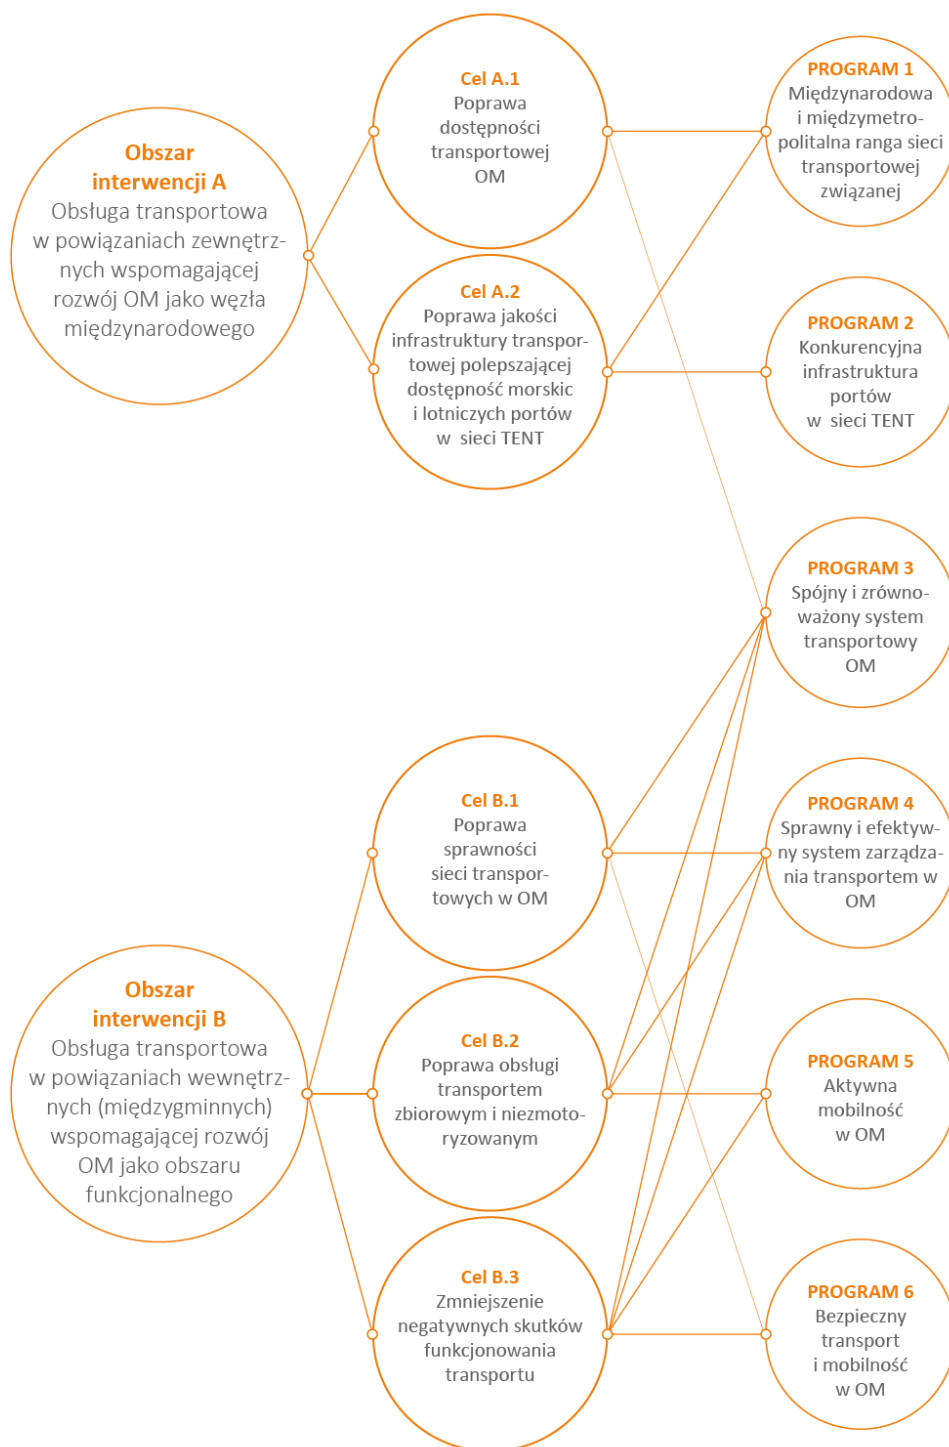 Obszar
interwencji A
Obsługa transportowa
w powiązaniach zewnętrz-
nych wspomagającej
rozwój OM jako węzła
międzynarodowego
Cel A.1
Poprawa
dostępności
transportowej
OM
Cel A.2
Poprawa jakości
infrastruktury transpor-
towej polepszającej
dostępność morskic
i lotniczych portów
w sieci TENT
PROGRAM 1
Międzynarodowa
i międzymetro-
politalna ranga sieci
transportowej
związanej
PROGRAM 2
Konkurencyjna
infrastruktura
portów
w sieci TENT
PROGRAM 3
Spójny i zrówno-
ważony system
transportowy
OM
Obszar
interwencji B
Obsługa transportowa
w powiązaniach wewnętrz-
nych (międzygminnych)
wspomagającej rozwój
OM jako obszaru
funkcjonalnego
Cel B.1
Poprawa
sprawności
sieci transpor-
towych w OM
Cel B.2
Poprawa obsługi
transportem
zbiorowym i niezmoto-
ryzowanym
Cel B.3
Zmniejszenie
negatywnych skutków
funkcjonowania
transportu
PROGRAM 4
Sprawny i efektyw-
ny system zarządza-
nia transportem w
OM
PROGRAM 5
Aktywna
mobilność
w OM
PROGRAM 6
Bezpieczny
transport
i mobilność
w OM